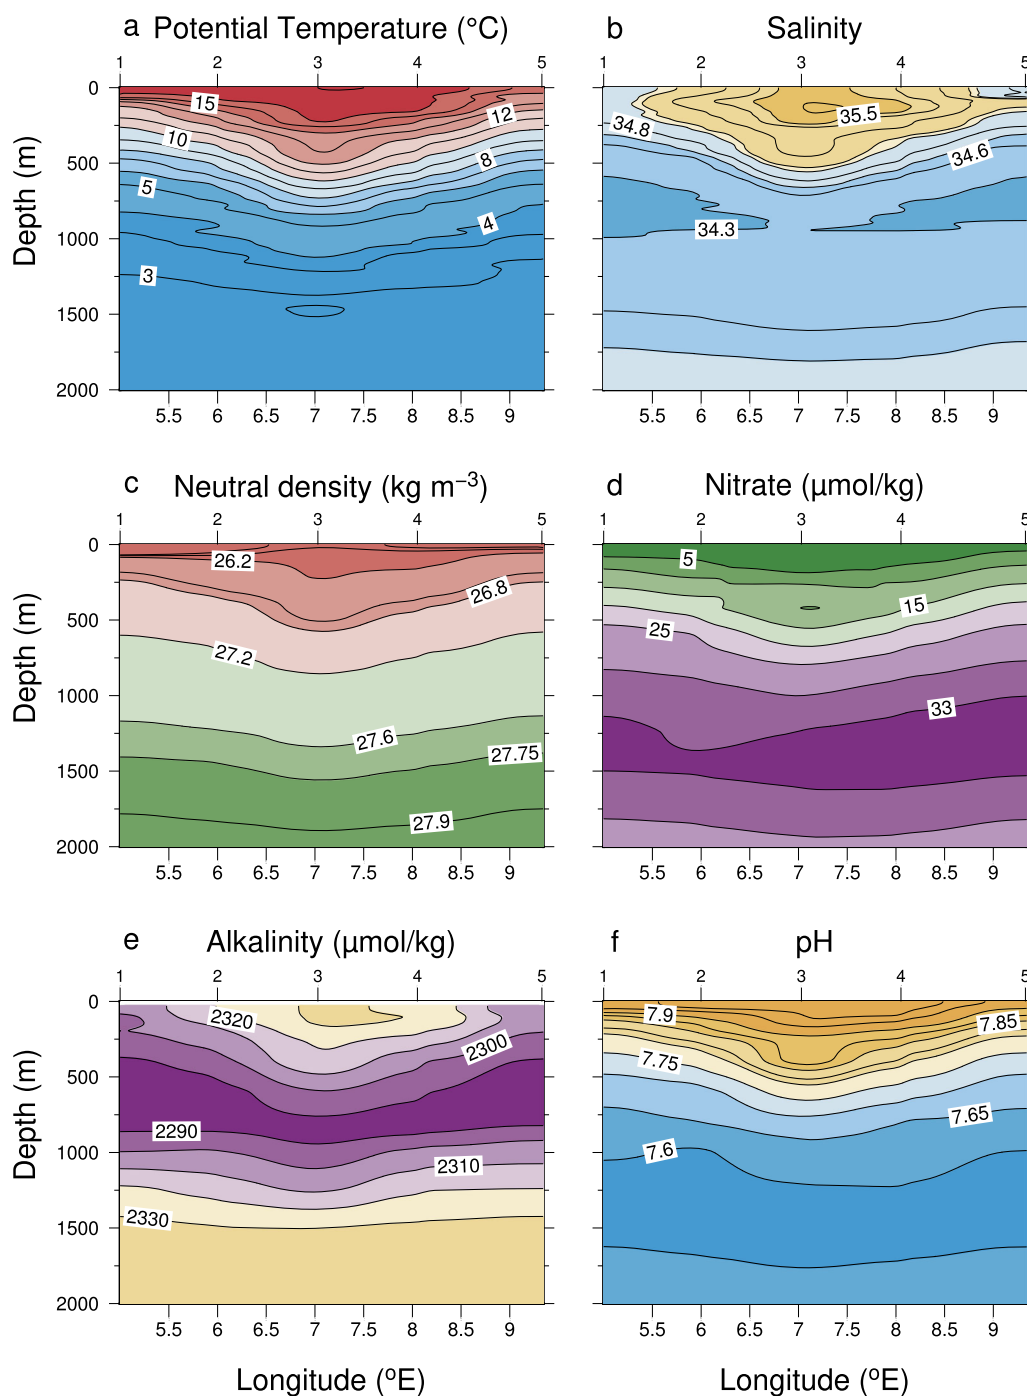 a Potential Temperature (°C)
b Salinity
1 2 3 4 5
1 2 3 4 5
0
500
1000
1500
2000
Depth (m)
15
12
10
8
5
4
3
35.5
34.8
34.6
34.3
5.5 6 6.5 7 7.5 8 8.5 9
5.5 6 6.5 7 7.5 8 8.5 9
c Neutral density (kg m⁻³)
d Nitrate (µmol/kg)
1 2 3 4 5
1 2 3 4 5
0
500
1000
1500
2000
Depth (m)
26.2
26.8
27.2
27.6
27.75
27.9
5
15
25
33
5.5 6 6.5 7 7.5 8 8.5 9
5.5 6 6.5 7 7.5 8 8.5 9
e Alkalinity (µmol/kg)
f pH
1 2 3 4 5
1 2 3 4 5
0
500
1000
1500
2000
Depth (m)
2320
2300
2290
2310
2330
7.9
7.85
7.75
7.65
7.6
5.5 6 6.5 7 7.5 8 8.5 9
5.5 6 6.5 7 7.5 8 8.5 9
Longitude (ºE)
Longitude (ºE)